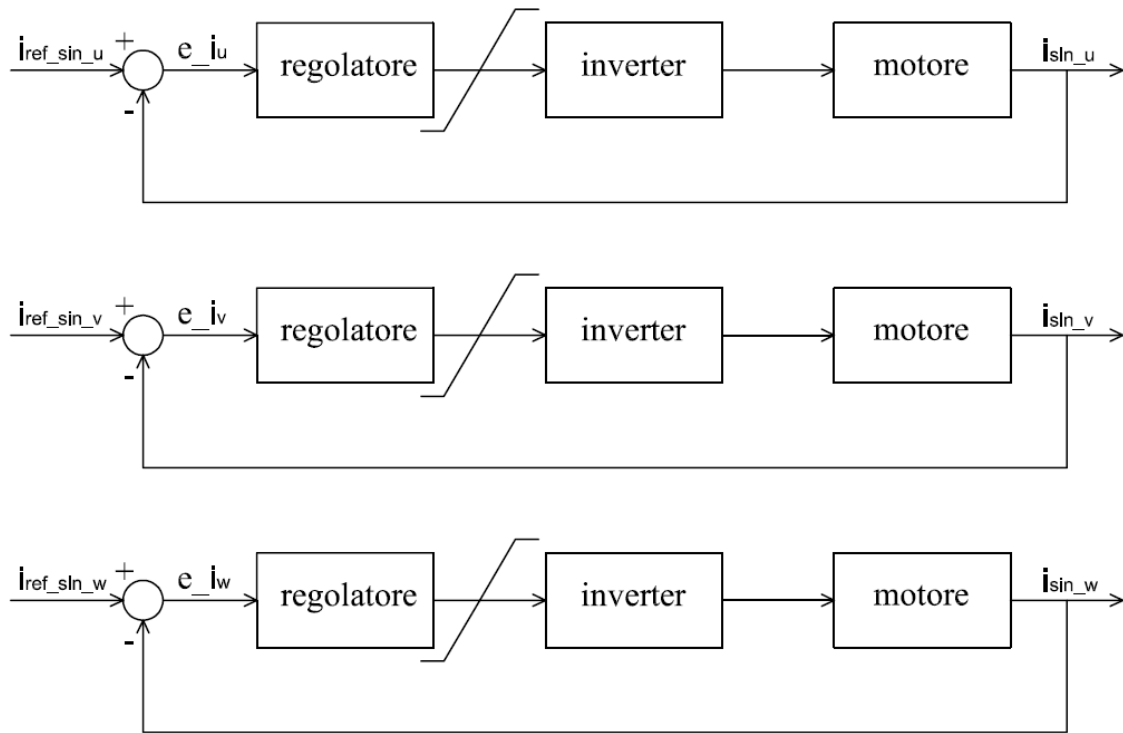 +
iref_sin_u
e_iu
regolatore
inverter
motore
isin_u
-
+
iref_sin_v
e_iv
regolatore
inverter
motore
isin_v
-
+
iref_sin_w
e_iw
regolatore
inverter
motore
isin_w
-